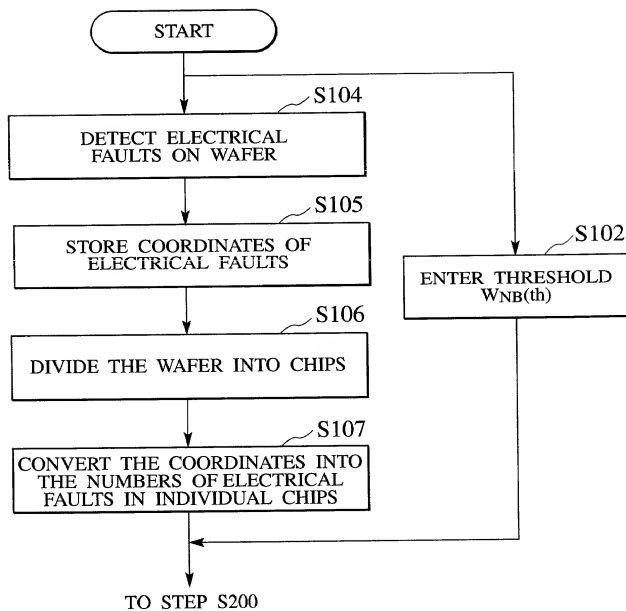 START
S104
DETECT ELECTRICAL
FAULTS ON WAFER
S105
STORE COORDINATES OF
ELECTRICAL FAULTS
S102
ENTER THRESHOLD
WNB(th)
S106
DIVIDE THE WAFER INTO CHIPS
S107
CONVERT THE COORDINATES INTO
THE NUMBERS OF ELECTRICAL
FAULTS IN INDIVIDUAL CHIPS
TO STEP S200